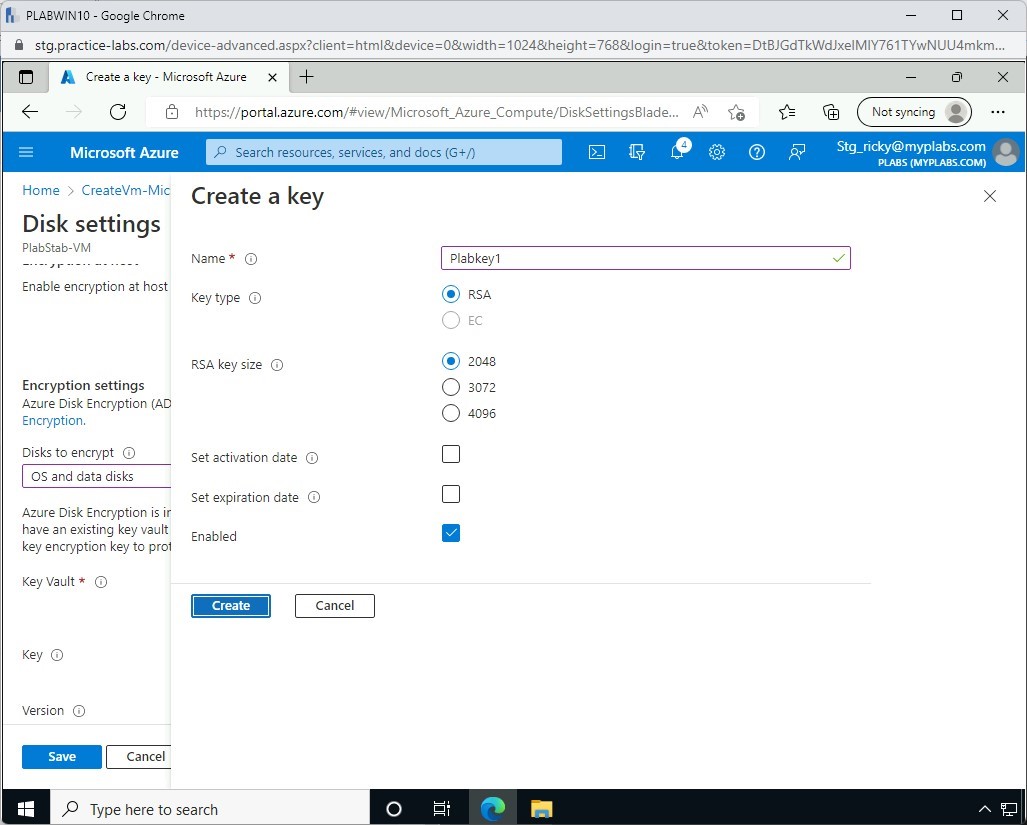 PLABWIN10 - Google Chrome
stg.practice-labs.com/device-advanced.aspx?client=html&device=0&width=1024&height=768&login=true&token=DtBJGdTkWdJxelMlY761TYwNUU4mkm...
Create a key - Microsoft Azure
https://portal.azure.com/#view/Microsoft_Azure_Compute/DiskSettingsBlade...
Not syncing
Microsoft Azure
Search resources, services, and docs (G+/)
4
Stg_ricky@myplabs.com
PLABS (MYPLABS.COM)
Home > CreateVm-Mic
Disk settings
PlabStab-VM
Encryption at host
Enable encryption at host
Encryption settings
Azure Disk Encryption (AD
Encryption.
Disks to encrypt
OS and data disks
Azure Disk Encryption is in
have an existing key vault
key encryption key to prot
Key Vault *
Key
Version
Save
Cancel
Create a key
Name *
Plabkey1
Key type
RSA
EC
RSA key size
2048
3072
4096
Set activation date
Set expiration date
Enabled
Create
Cancel
Type here to search